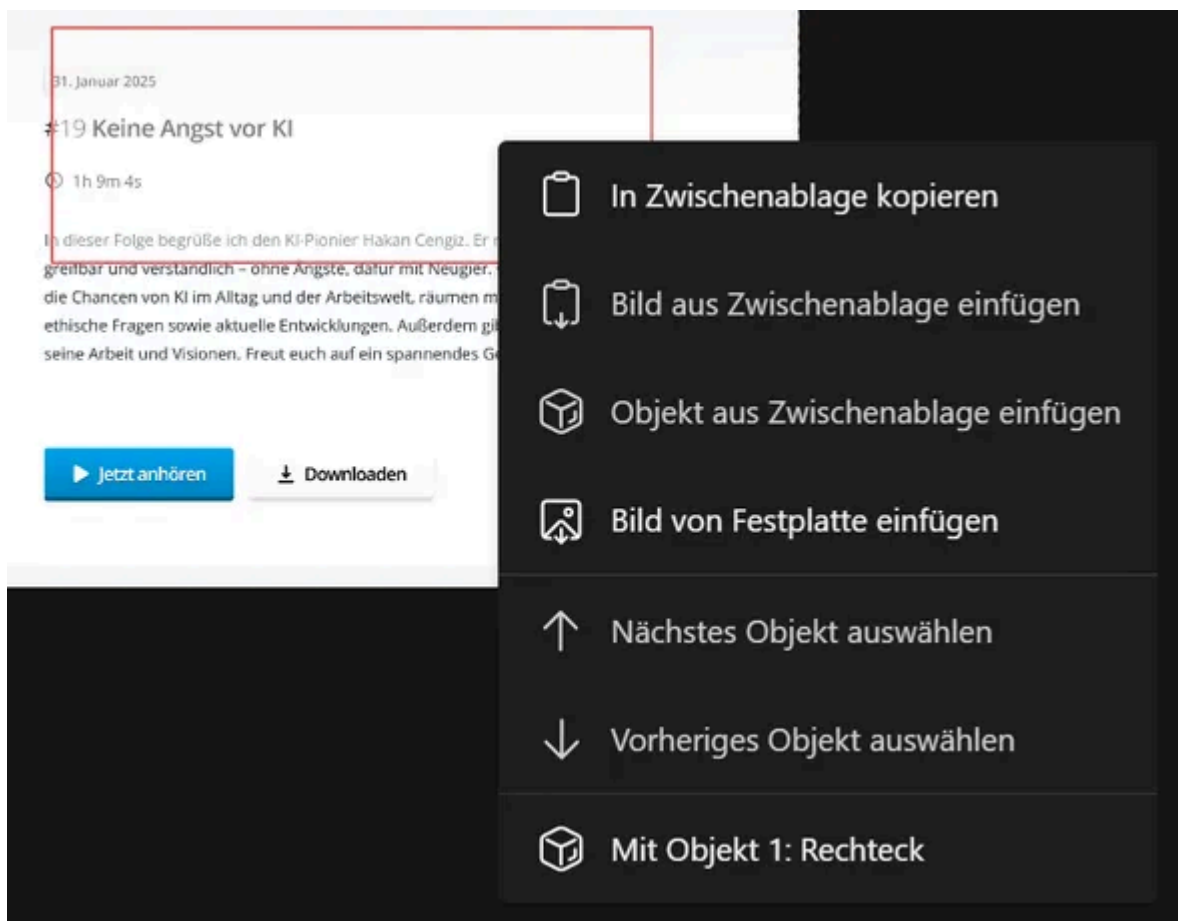 31. Januar 2025
#19 Keine Angst vor KI
1h 9m 4s
In dieser Folge begrüße ich den KI-Pionier Hakan Cengiz. Er
greifbar und verständlich – ohne Ängste, dafür mit Neugier.
die Chancen von KI im Alltag und der Arbeitswelt, räumen
ethische Fragen sowie aktuelle Entwicklungen. Außerdem
seine Arbeit und Visionen. Freut euch auf ein spannendes
Jetzt anhören
Downloaden
In Zwischenablage kopieren
Bild aus Zwischenablage einfügen
Objekt aus Zwischenablage einfügen
Bild von Festplatte einfügen
Nächstes Objekt auswählen
Vorheriges Objekt auswählen
Mit Objekt 1: Rechteck